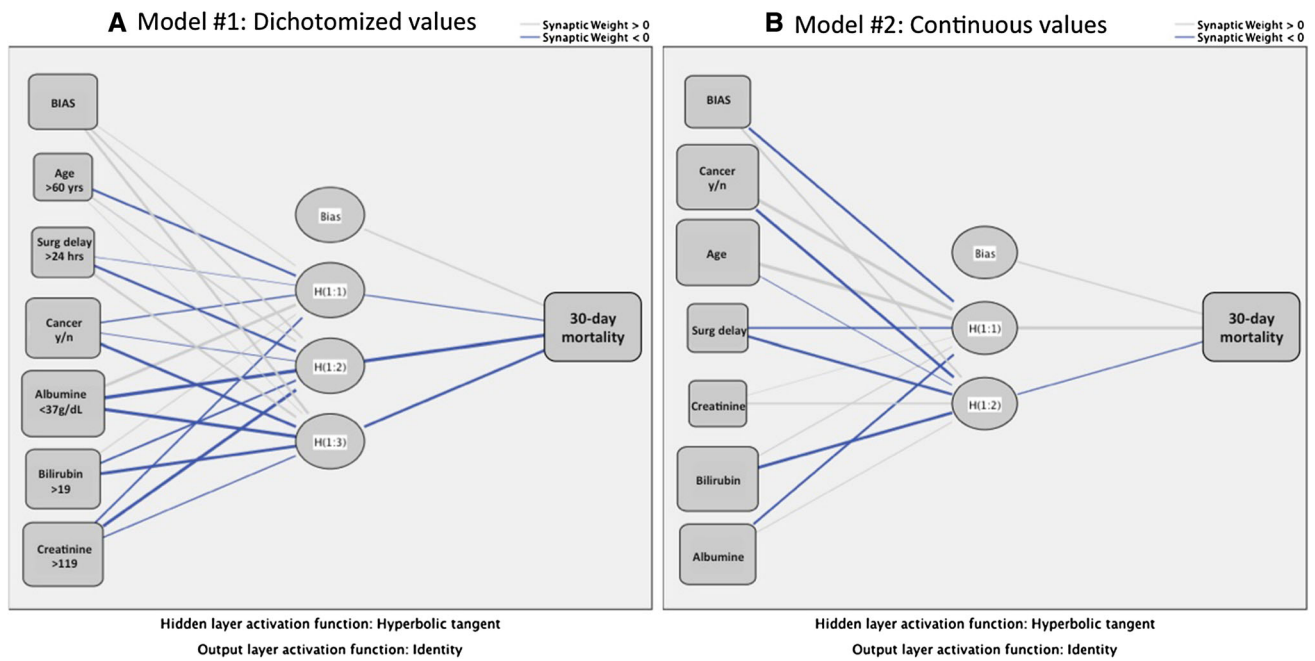 A Model #1: Dichotomized values
Synaptic Weight > 0
Synaptic Weight < 0
BIAS
Age
>60 yrs
Surg delay
>24 hrs
Cancer
y/n
Albumine
<37g/dL
Bilirubin
>19
Creatinine
>119
Bias
H(1:1)
H(1:2)
H(1:3)
30-day
mortality
Hidden layer activation function: Hyperbolic tangent
Output layer activation function: Identity
B Model #2: Continuous values
Synaptic Weight > 0
Synaptic Weight < 0
BIAS
Cancer
y/n
Age
Surg delay
Creatinine
Bilirubin
Albumine
Bias
H(1:1)
H(1:2)
30-day
mortality
Hidden layer activation function: Hyperbolic tangent
Output layer activation function: Identity